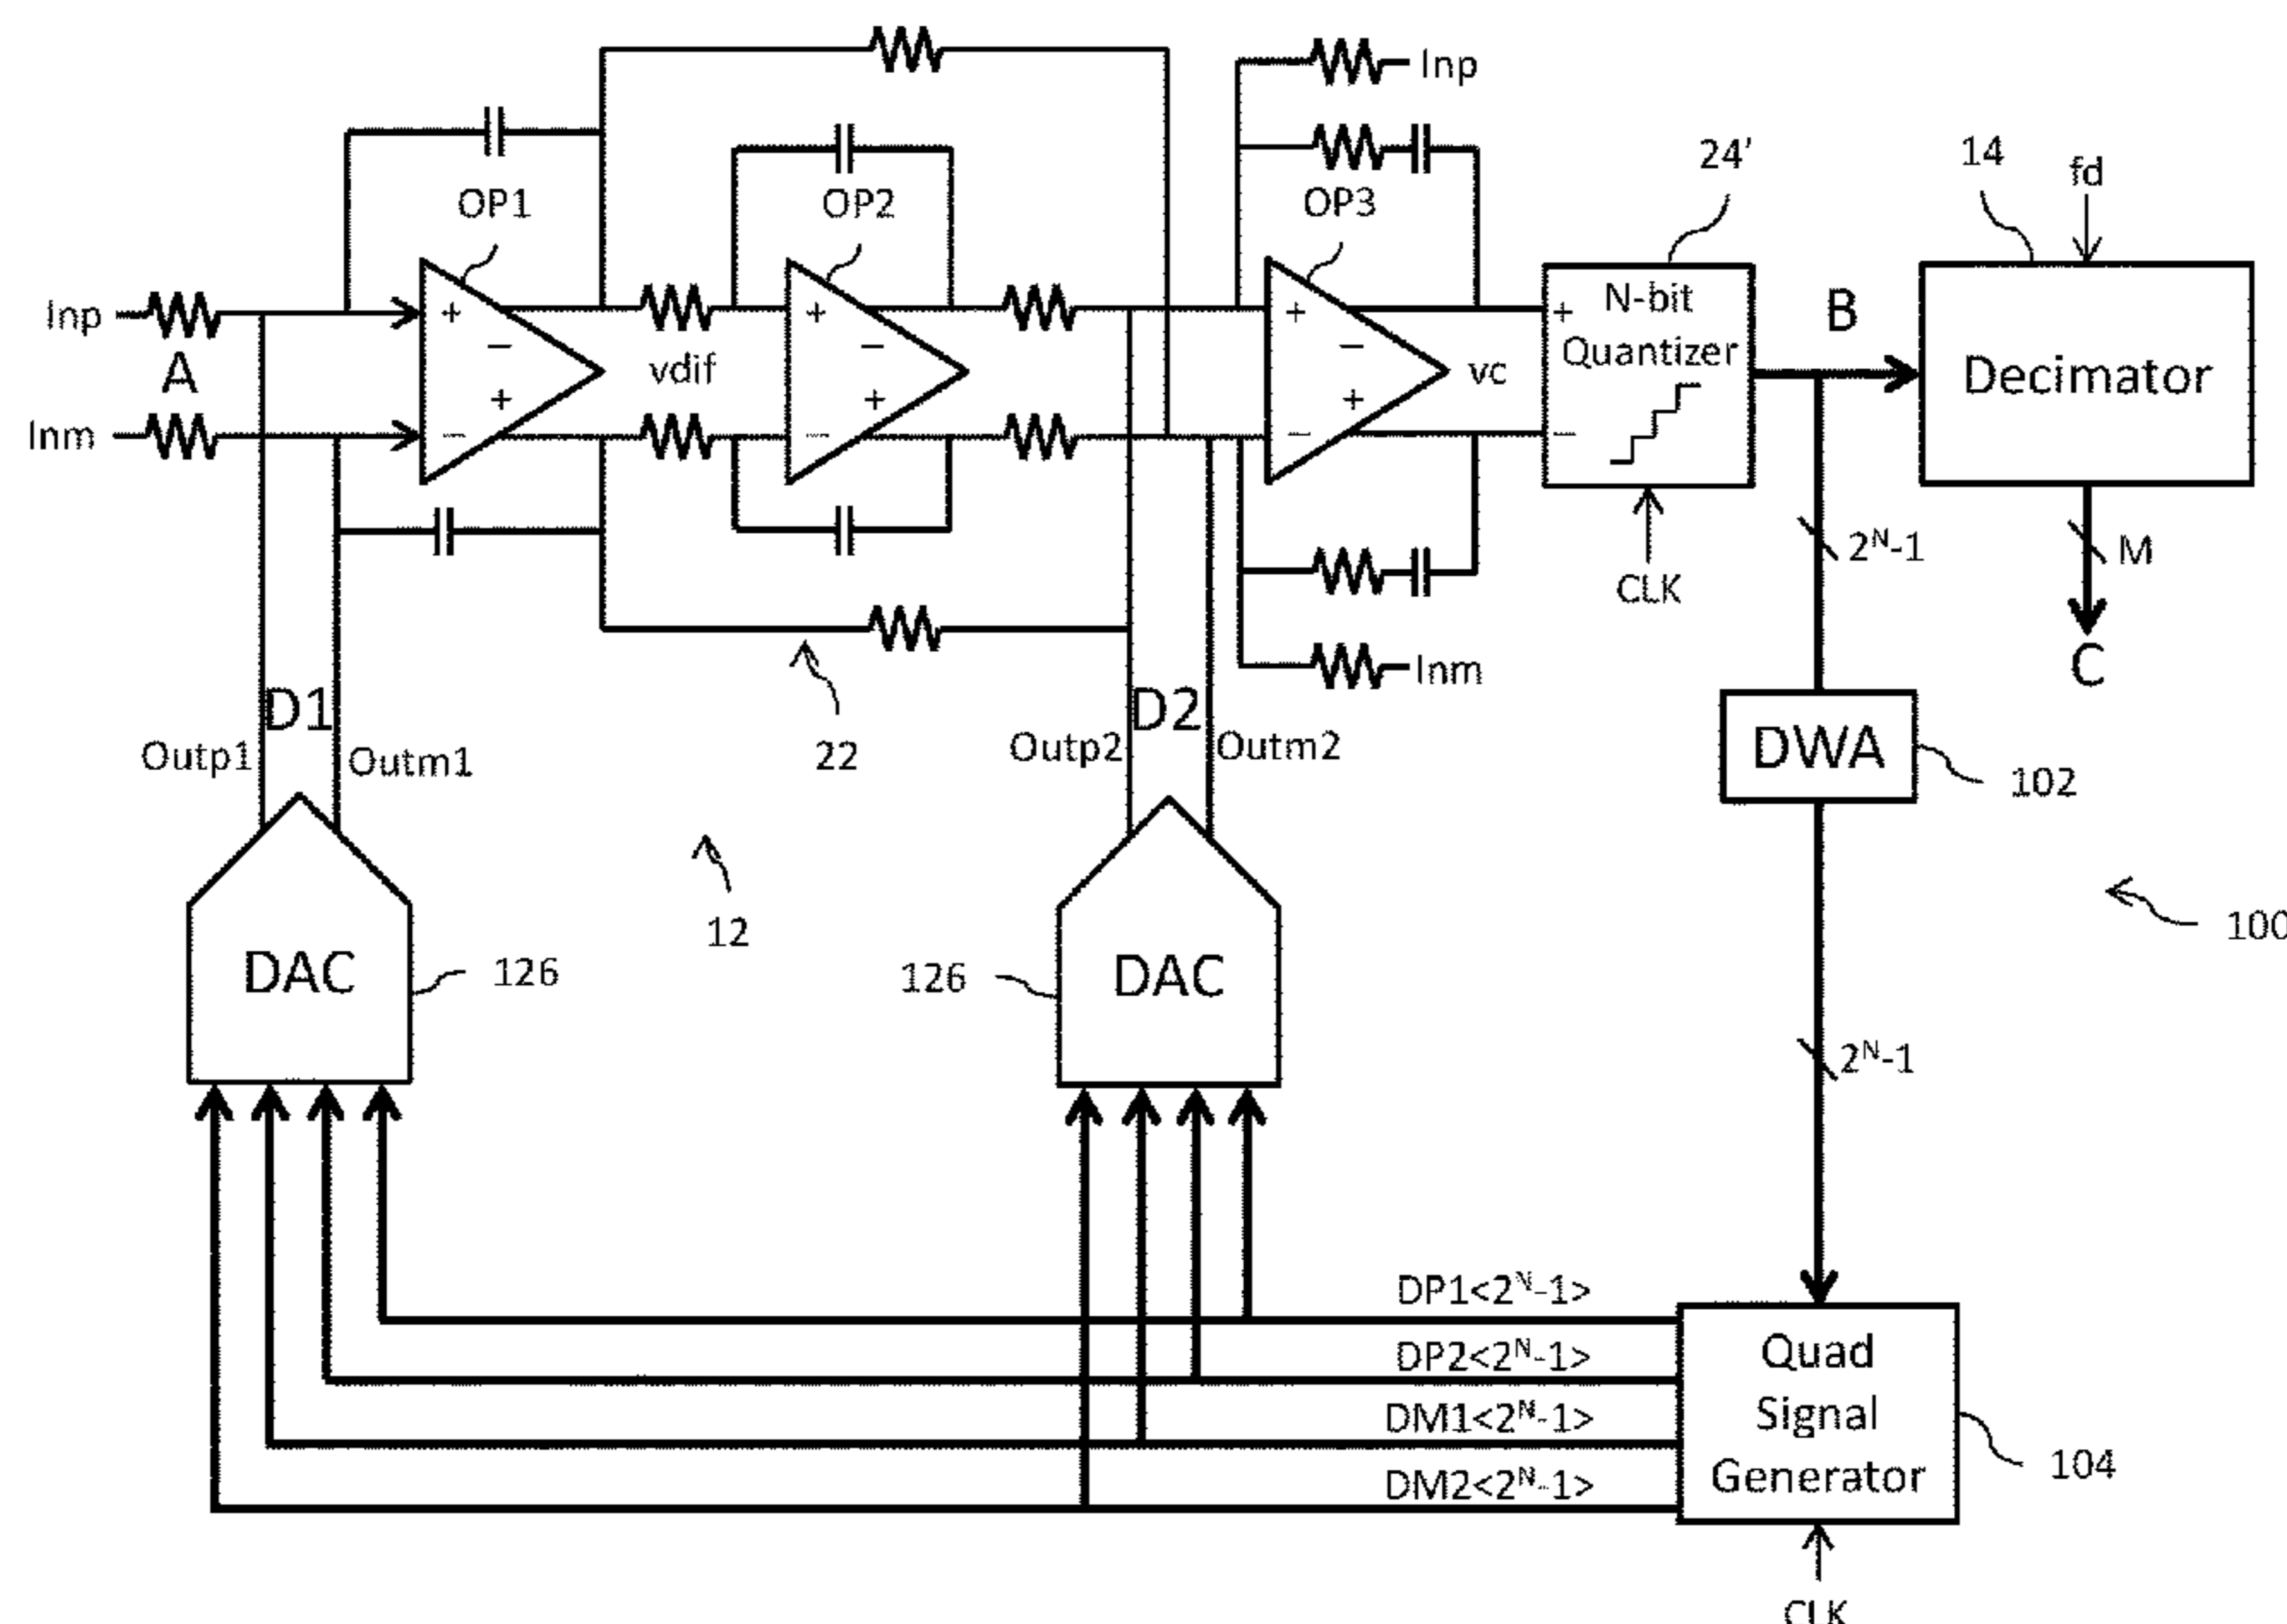 Inp
24'
14
fd
OP1
OP2
OP3
Inp
A
Inm
+
−
+
−
vdif
+
−
+
−
+
−
+
−
vc
+
−
N-bit
Quantizer
B
Decimator
CLK
2ᴺ-1
M
C
Inm
D1
Outp1
Outm1
22
D2
Outp2
Outm2
DWA
102
12
100
DAC
126
126
DAC
2ᴺ-1
DP1<2ᴺ-1>
DP2<2ᴺ-1>
DM1<2ᴺ-1>
DM2<2ᴺ-1>
Quad
Signal
Generator
104
CLK